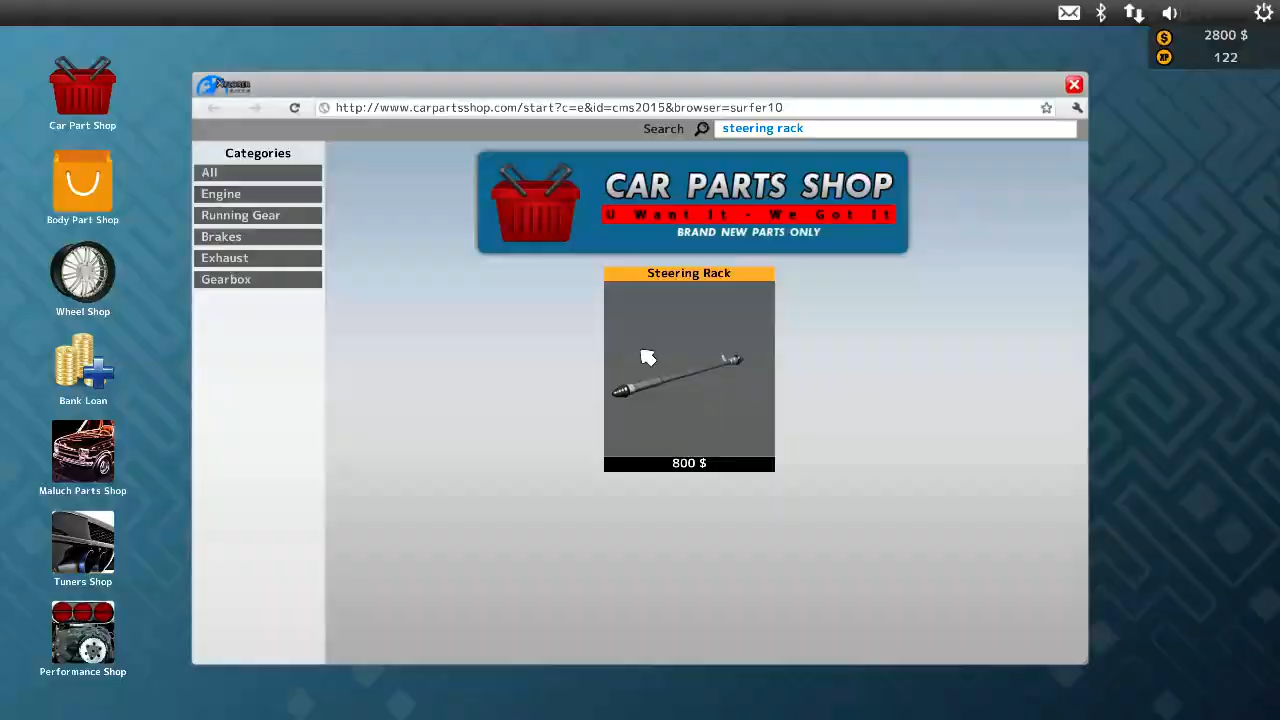 2800 $
122
http://www.carpartsshop.com/start?c=e&id=cms2015&browser=surfer10
Search
steering rack
Car Part Shop
Body Part Shop
Wheel Shop
Bank Loan
Maluch Parts Shop
Tuners Shop
Performance Shop
Categories
All
Engine
Running Gear
Brakes
Exhaust
Gearbox
CAR PARTS SHOP
U Want It - We Got It
BRAND NEW PARTS ONLY
Steering Rack
800 $